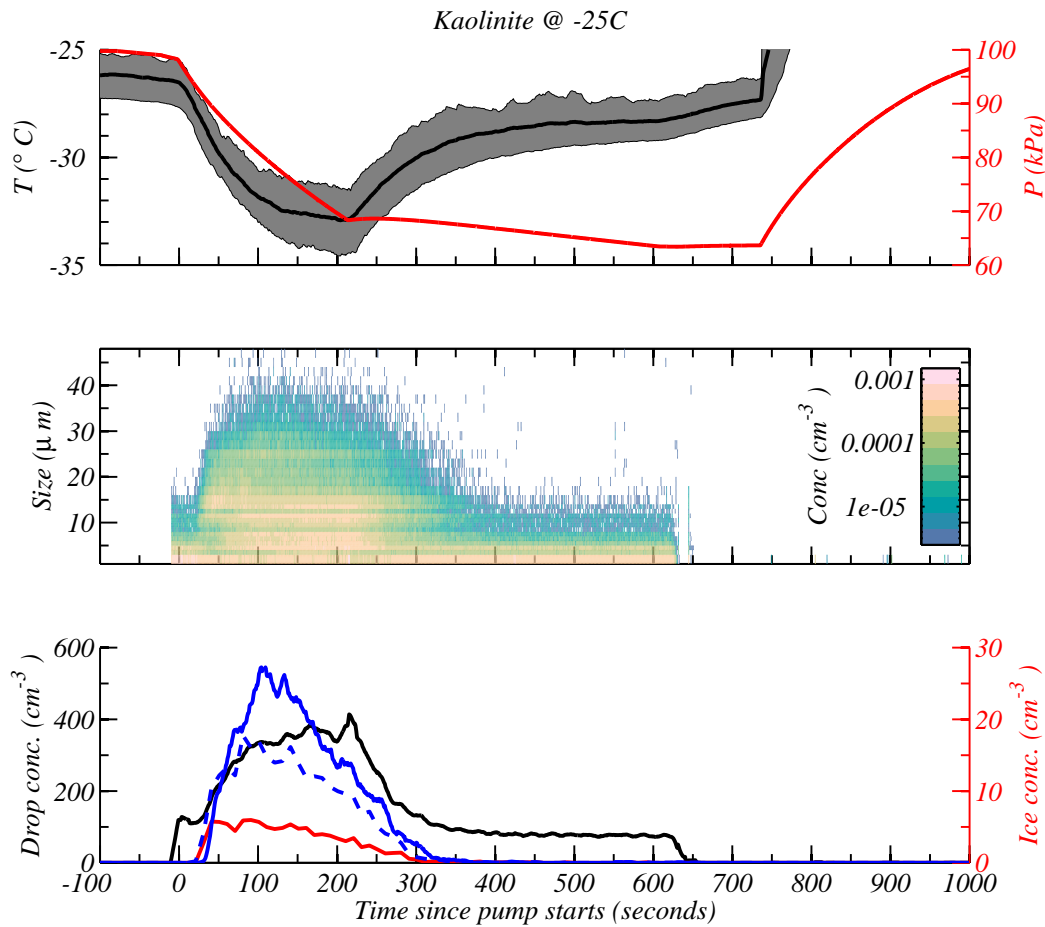 Kaolinite @ -25C
-25
-30
-35
T (° C)
100
90
80
70
60
P (kPa)
40
30
20
10
Size (μ m)
Conc (cm-3 )
0.001
0.0001
1e-05
600
400
200
0
Drop conc. (cm-3 )
30
20
10
0
Ice conc. (cm-3 )
-100 0 100 200 300 400 500 600 700 800 900 1000
Time since pump starts (seconds)